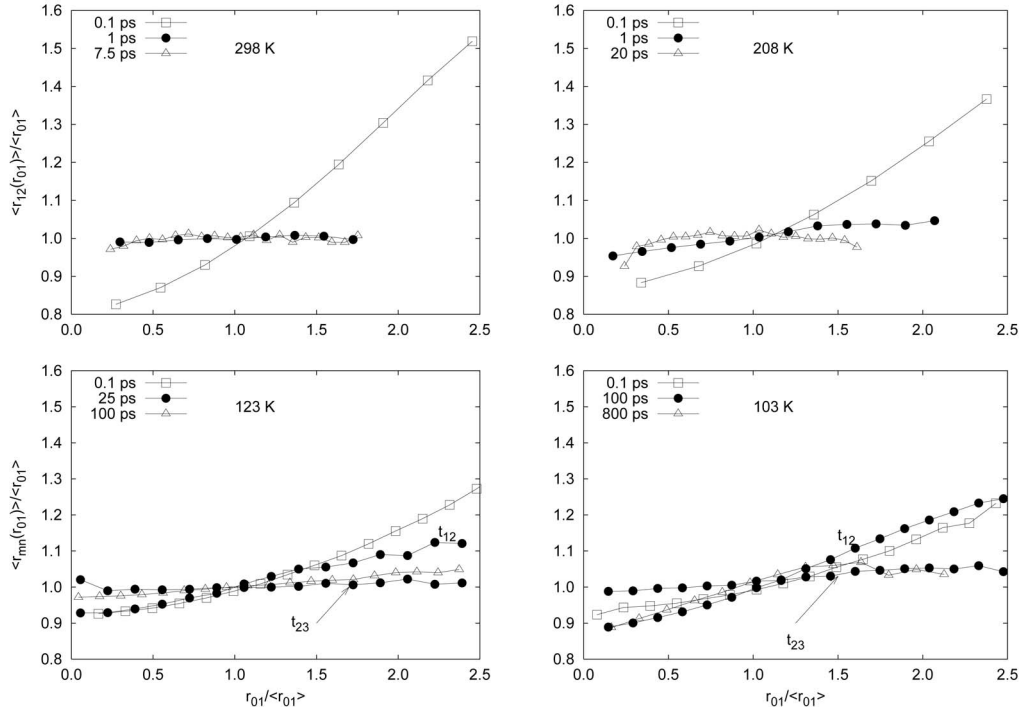 0.1 ps
1 ps
7.5 ps
298 K
<r12(r01)>/<r01>
1.6
1.5
1.4
1.3
1.2
1.1
1.0
0.9
0.8
0.0 0.5 1.0 1.5 2.0 2.5
0.1 ps
1 ps
20 ps
208 K
1.6
1.5
1.4
1.3
1.2
1.1
1.0
0.9
0.8
0.0 0.5 1.0 1.5 2.0 2.5
0.1 ps
25 ps
100 ps
123 K
<rmn(r01)>/<r01>
1.6
1.5
1.4
1.3
1.2
1.1
1.0
0.9
0.8
t12
t23
0.0 0.5 1.0 1.5 2.0 2.5
r01/<r01>
0.1 ps
100 ps
800 ps
103 K
1.6
1.5
1.4
1.3
1.2
1.1
1.0
0.9
0.8
t12
t23
0.0 0.5 1.0 1.5 2.0 2.5
r01/<r01>